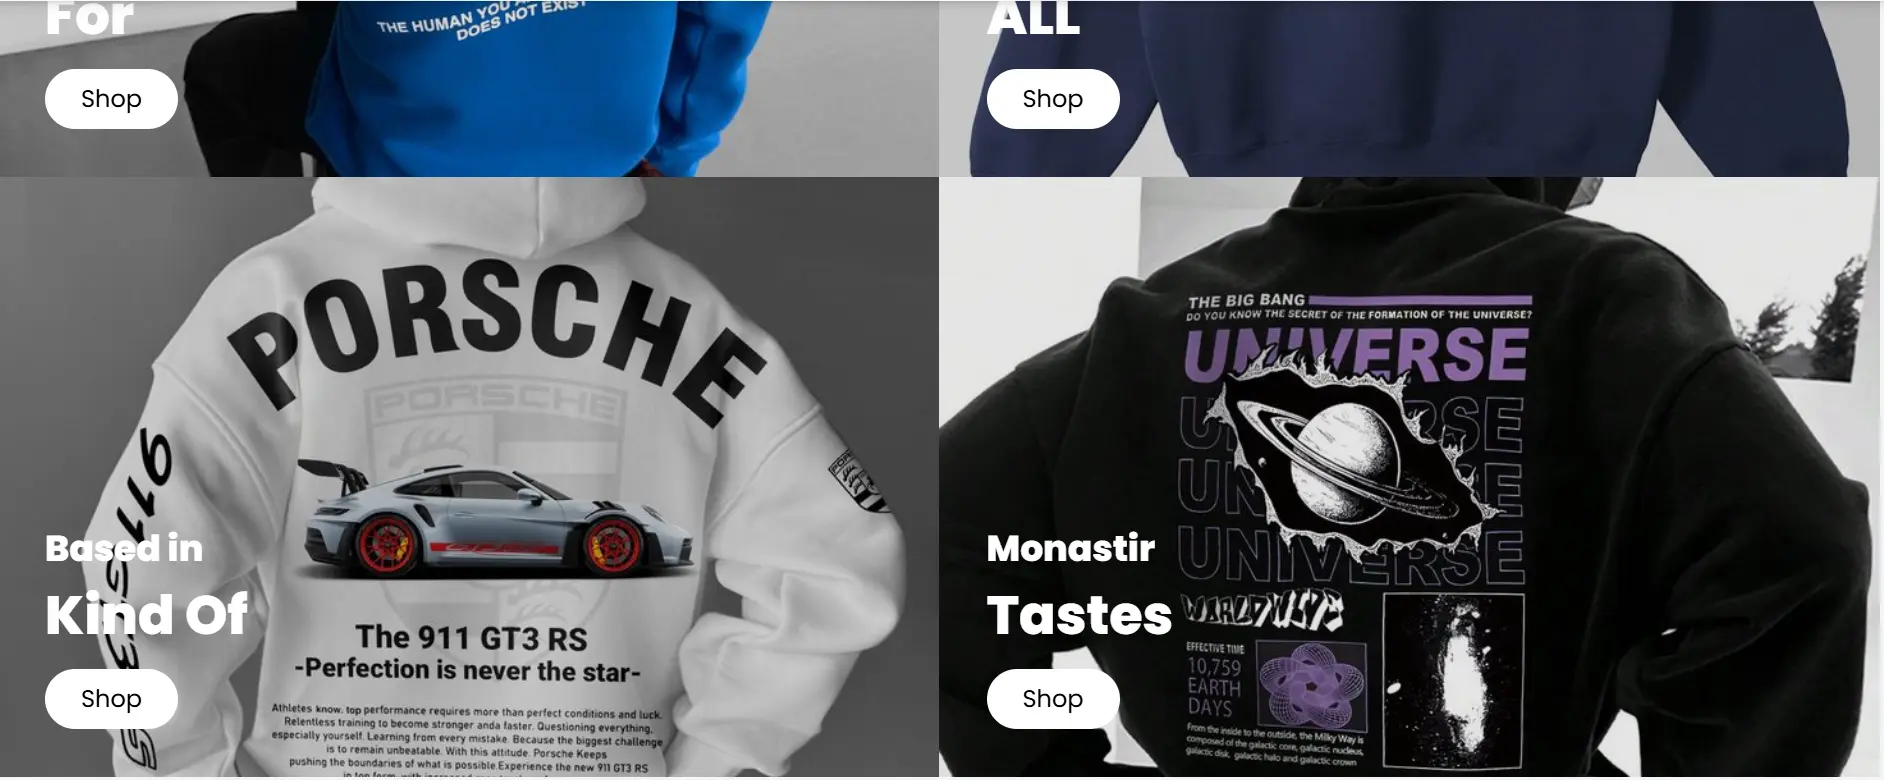 For
THE HUMAN YOU
DOES NOT EXIST
Shop
ALL
Shop
PORSCHE
PORSCHE
911 GT3 RS
Based in
Kind Of
Shop
The 911 GT3 RS
-Perfection is never the star-
Athletes know. top performance requires more than perfect conditions and luck.
Relentless training to become stronger anda faster. Questioning everything,
especially yourself. Learning from every mistake. Because the biggest challenge
is to remain unbeatable. With this attitude. Porsche Keeps
pushing the boundaries of what is possible.Experience the new 911 GT3 RS
THE BIG BANG
DO YOU KNOW THE SECRET OF THE FORMATION OF THE UNIVERSE?
UNIVERSE
UNIVERSE
Monastir
Tastes
Shop
WORLDWIDE
EFFECTIVE TIME
10,759
EARTH
DAYS
From the inside to the outside, the Milky Way is
composed of the galactic core, galactic nucleus,
galactic disk, galactic halo and galactic crown